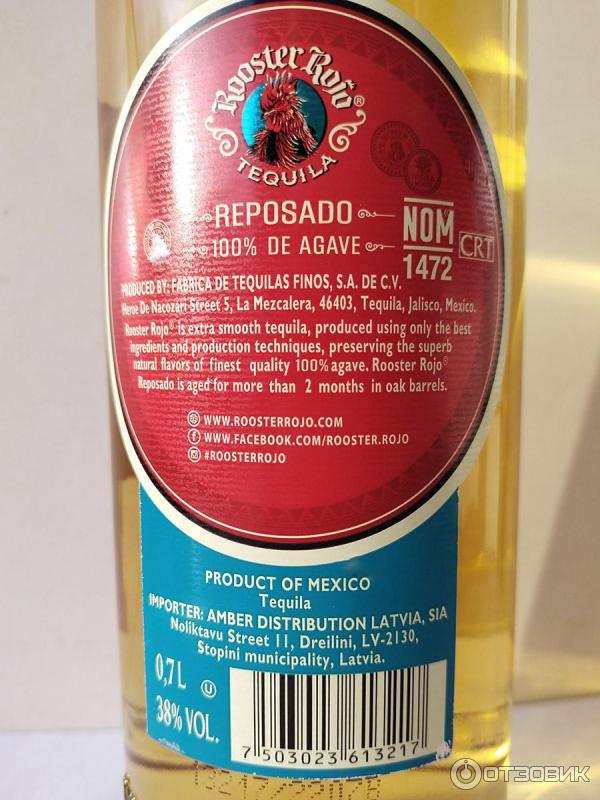 Rooster Rojo®
TEQUILA
REPOSADO
100% DE AGAVE
NOM
1472
CRT
PRODUCED BY: FABRICA DE TEQUILAS FINOS, S.A. DE C.V.
Heroe De Nacozari Street 5, La Mezcalera, 46403, Tequila, Jalisco, Mexico.
Rooster Rojo® is extra smooth tequila, produced using only the best
ingredients and production techniques, preserving the superb
natural flavors of finest quality 100% agave. Rooster Rojo®
Reposado is aged for more than 2 months in oak barrels.
WWW.ROOSTERROJO.COM
WWW.FACEBOOK.COM/ROOSTER.ROJO
#ROOSTERROJO
PRODUCT OF MEXICO
Tequila
IMPORTER: AMBER DISTRIBUTION LATVIA, SIA
Noliktavu Street 11, Dreilini, LV-2130,
Stopini municipality, Latvia.
0,7 L U
38% VOL.
7 503023 613217
ОТЗОВИК